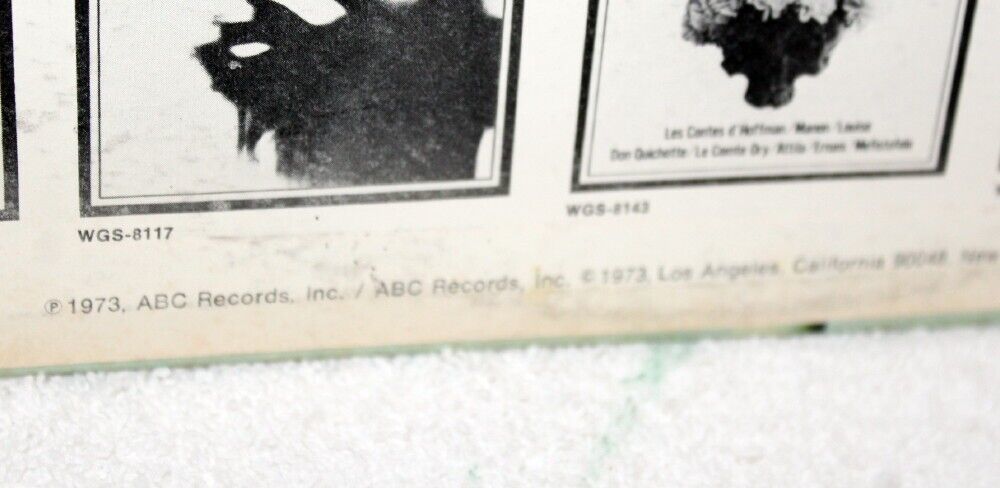 Les Contes d'Hoffman / Manon / Louise
Don Quichotte / Le Comte Ory / Attila / Ernani / Mefistofele
WGS-8117
WGS-8143
℗ 1973, ABC Records, Inc. / ABC Records, Inc. © 1973, Los Angeles, California 90048 New